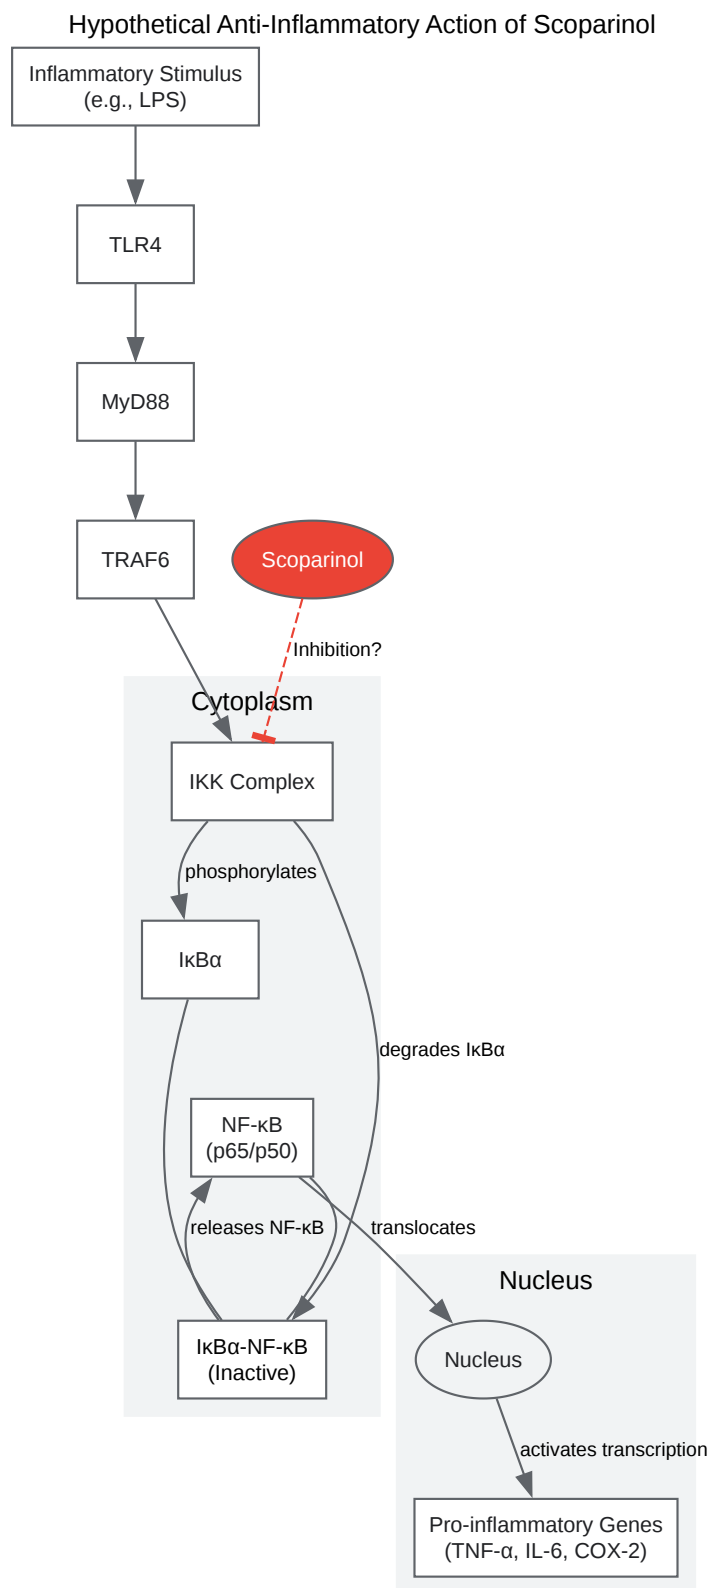 Hypothetical Anti-Inflammatory Action of Scoparinol
Inflammatory Stimulus
(e.g., LPS)
TLR4
MyD88
TRAF6
Scoparinol
Inhibition?
Cytoplasm
IKK Complex
phosphorylates
IκBα
degrades IκBα
NF-κB
(p65/p50)
releases NF-κB
translocates
Nucleus
IκBα-NF-κB
(Inactive)
Nucleus
activates transcription
Pro-inflammatory Genes
(TNF-α, IL-6, COX-2)